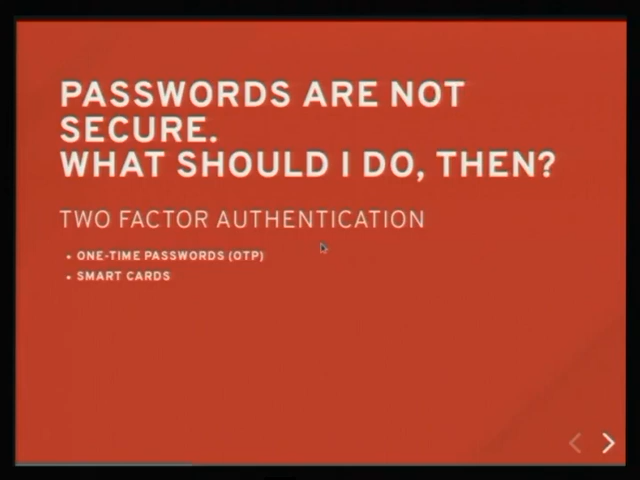 PASSWORDS ARE NOT
SECURE.
WHAT SHOULD I DO, THEN?
TWO FACTOR AUTHENTICATION
• ONE-TIME PASSWORDS (OTP)
• SMART CARDS